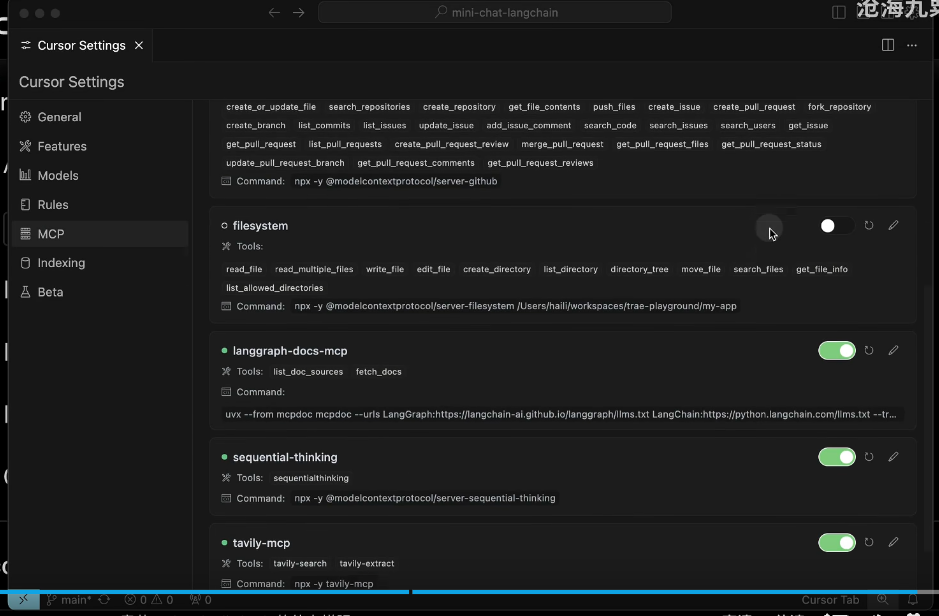 mini-chat-langchain
沧海九
Cursor Settings
Cursor Settings
General
Features
Models
Rules
MCP
Indexing
Beta
create_or_update_file search_repositories create_repository get_file_contents push_files create_issue create_pull_request fork_repository
create_branch list_commits list_issues update_issue add_issue_comment search_code search_issues search_users get_issue
get_pull_request list_pull_requests create_pull_request_review merge_pull_request get_pull_request_files get_pull_request_status
update_pull_request_branch get_pull_request_comments get_pull_request_reviews
Command: npx -y @modelcontextprotocol/server-github
filesystem
Tools:
read_file read_multiple_files write_file edit_file create_directory list_directory directory_tree move_file search_files get_file_info
list_allowed_directories
Command: npx -y @modelcontextprotocol/server-filesystem /Users/haili/workspaces/trae-playground/my-app
langgraph-docs-mcp
Tools: list_doc_sources fetch_docs
Command:
uvx --from mcpdoc mcpdoc --urls LangGraph:https://langchain-ai.github.io/langgraph/llms.txt LangChain:https://python.langchain.com/llms.txt --tr...
sequential-thinking
Tools: sequentialthinking
Command: npx -y @modelcontextprotocol/server-sequential-thinking
tavily-mcp
Tools: tavily-search tavily-extract
Command: npx -y tavily-mcp
main* 0 0 0 Cursor Tab